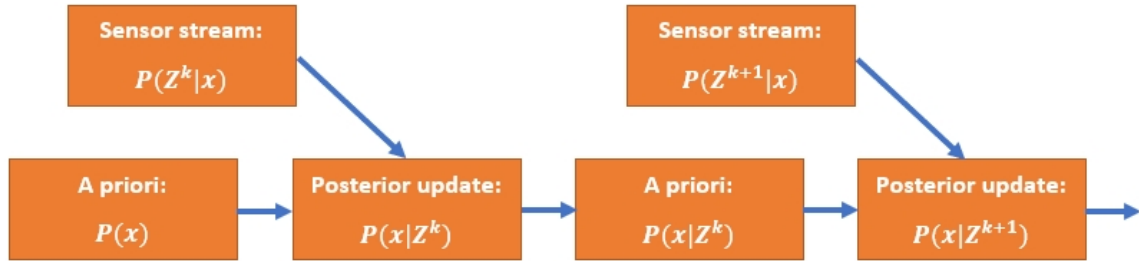 Sensor stream:
P(Z^k|x)
Sensor stream:
P(Z^{k+1}|x)
A priori:
P(x)
Posterior update:
P(x|Z^k)
A priori:
P(x|Z^k)
Posterior update:
P(x|Z^{k+1})